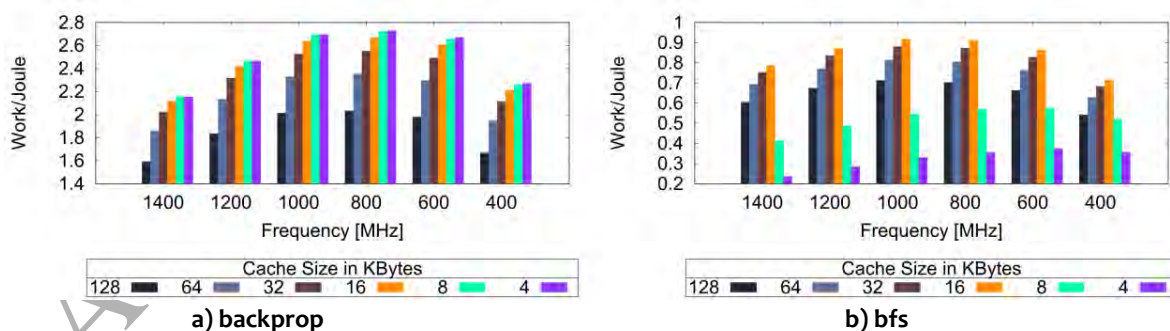 2.8
2.6
2.4
2.2
2
1.8
1.6
1.4
Work/Joule
1400 1200 1000 800 600 400
Frequency [MHz]
Cache Size in KBytes
128 64 32 16 8 4
a) backprop
1
0.9
0.8
0.7
0.6
0.5
0.4
0.3
0.2
Work/Joule
1400 1200 1000 800 600 400
Frequency [MHz]
Cache Size in KBytes
128 64 32 16 8 4
b) bfs